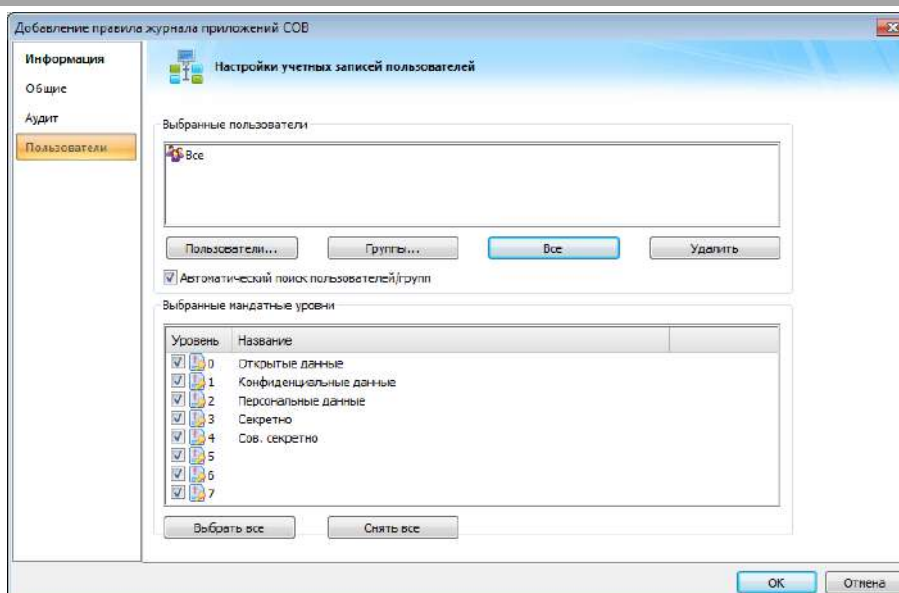 Добавление правила журнала приложений СОВ
Информация
Общие
Аудит
Пользователи
Настройки учетных записей пользователей
Выбранные пользователи
Все
Пользователи... Группы... Все Удалить
Автоматический поиск пользователей/групп
Выбранные мандатные уровни
Уровень Название
0 Открытые данные
1 Конфиденциальные данные
2 Персональные данные
3 Секретно
4 Сов. секретно
5
6
7
Выбрать все Снять все
ОК Отмена